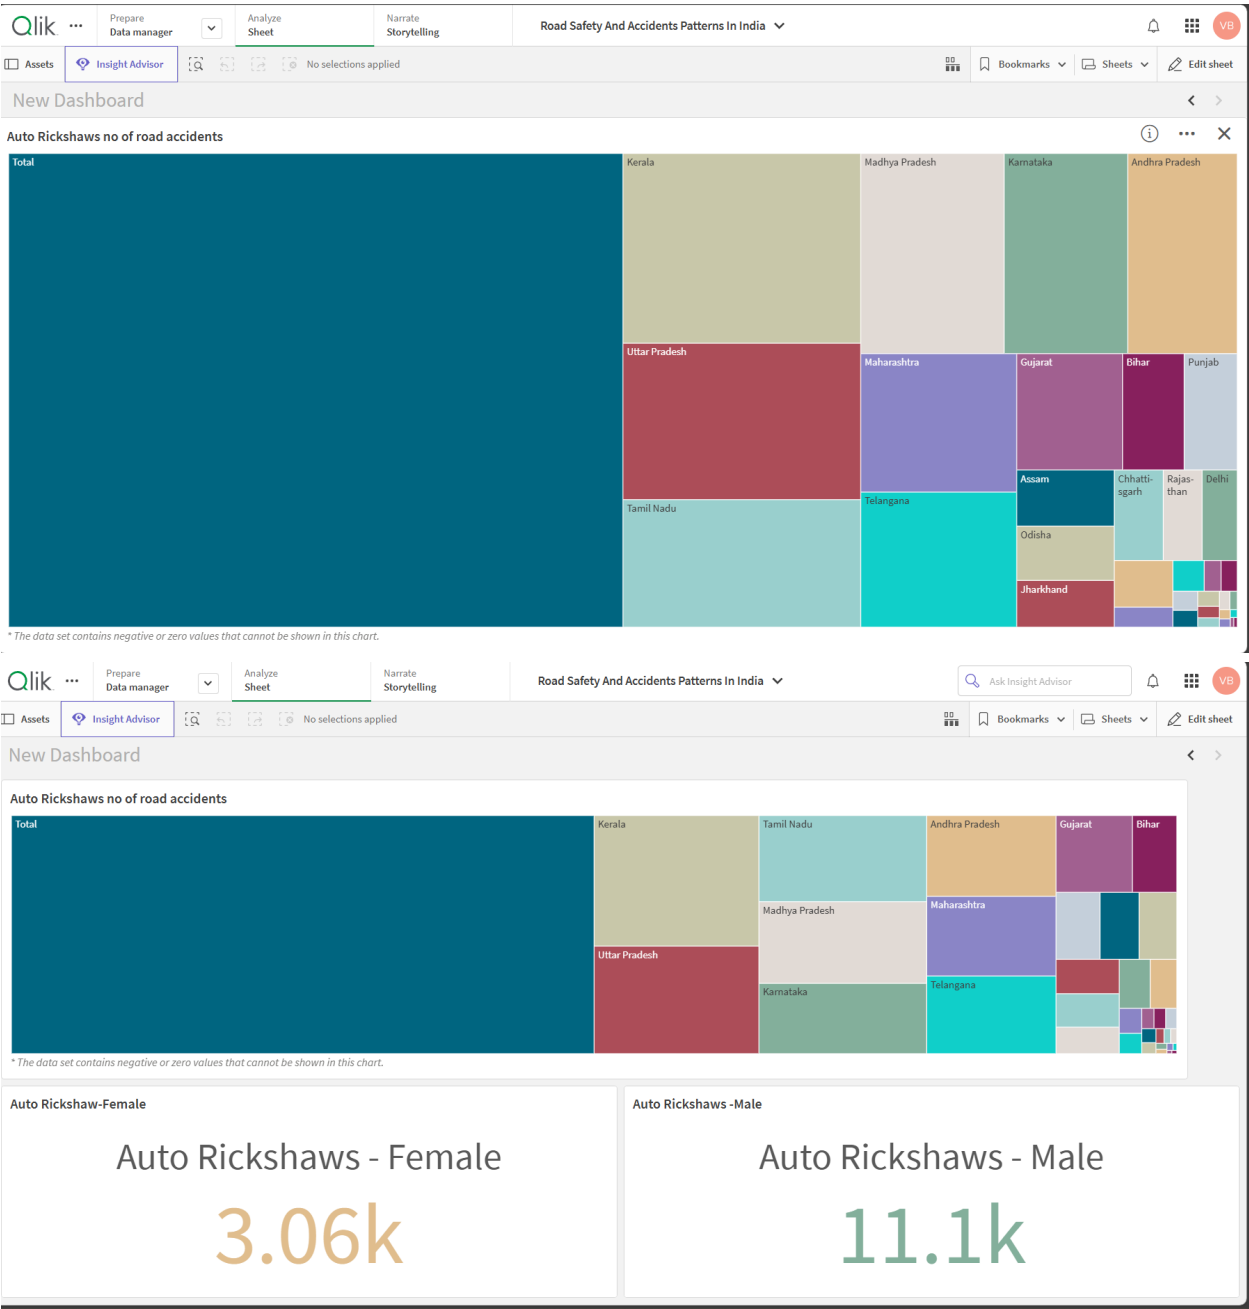 Qlik
Prepare
Data manager
Analyze
Sheet
Narrate
Storytelling
Road Safety And Accidents Patterns In India
VB
Assets
Insight Advisor
No selections applied
Bookmarks
Sheets
Edit sheet
New Dashboard
Auto Rickshaws no of road accidents
Total
Kerala
Madhya Pradesh
Karnataka
Andhra Pradesh
Uttar Pradesh
Maharashtra
Gujarat
Bihar
Punjab
Assam
Chhatti-
sgarh
Rajas-
than
Delhi
Telangana
Tamil Nadu
Odisha
Jharkhand
* The data set contains negative or zero values that cannot be shown in this chart.
Qlik
Prepare
Data manager
Analyze
Sheet
Narrate
Storytelling
Road Safety And Accidents Patterns In India
Ask Insight Advisor
VB
Assets
Insight Advisor
No selections applied
Bookmarks
Sheets
Edit sheet
New Dashboard
Auto Rickshaws no of road accidents
Total
Kerala
Tamil Nadu
Andhra Pradesh
Gujarat
Bihar
Maharashtra
Madhya Pradesh
Uttar Pradesh
Telangana
Karnataka
* The data set contains negative or zero values that cannot be shown in this chart.
Auto Rickshaw-Female
Auto Rickshaws - Female
3.06k
Auto Rickshaws -Male
Auto Rickshaws - Male
11.1k